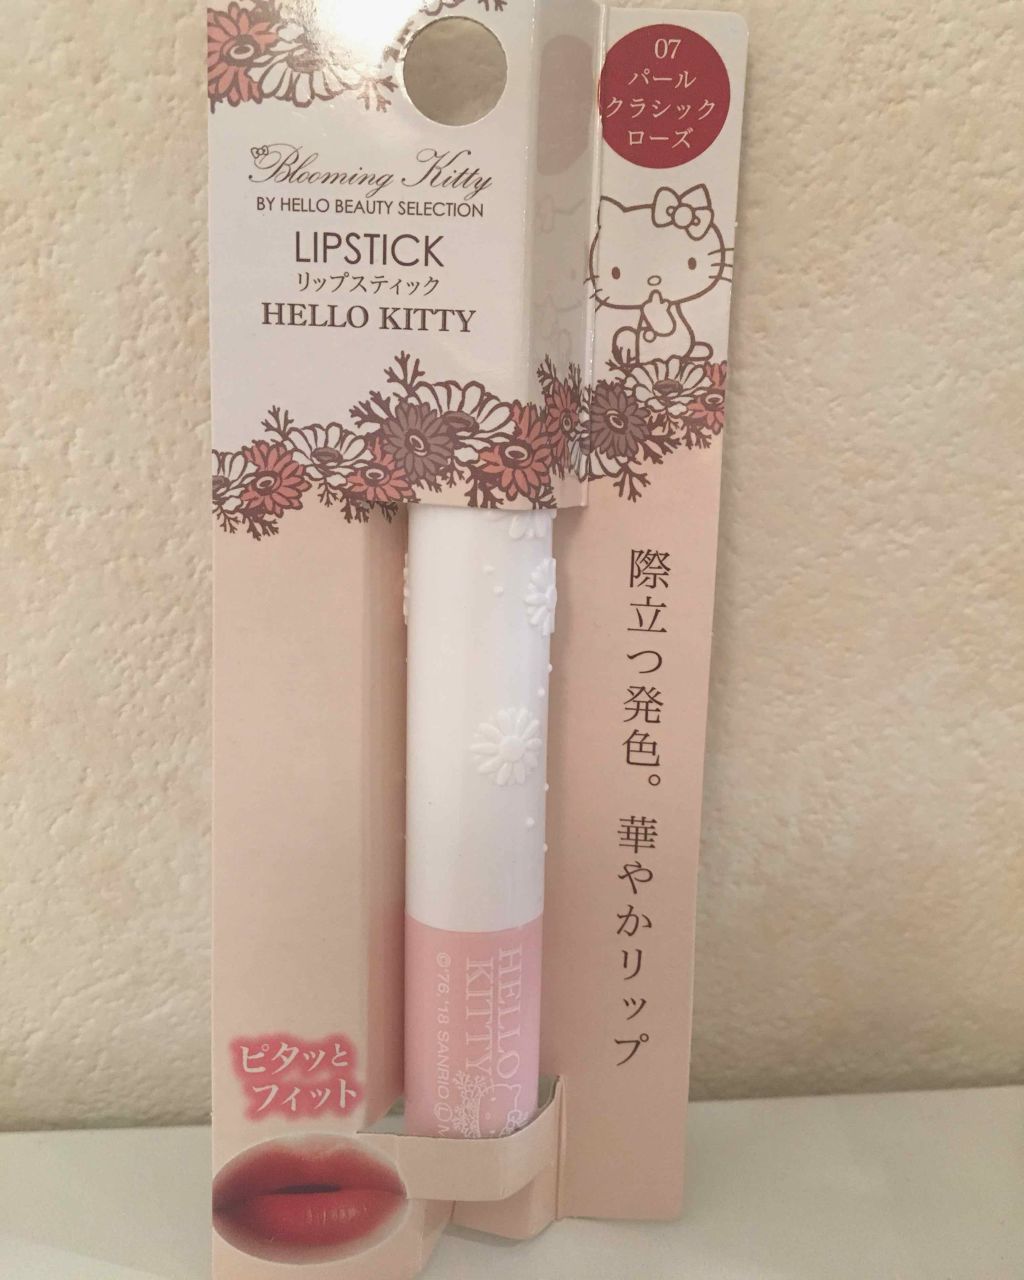 Blooming Kitty
BY HELLO BEAUTY SELECTION
LIPSTICK
リップスティック
HELLO KITTY
07
パール
クラシック
ローズ
際立つ発色。華やかリップ
HELLO
KITTY
©'76,'18 SANRIO Ⓛ
ピタッと
フィット